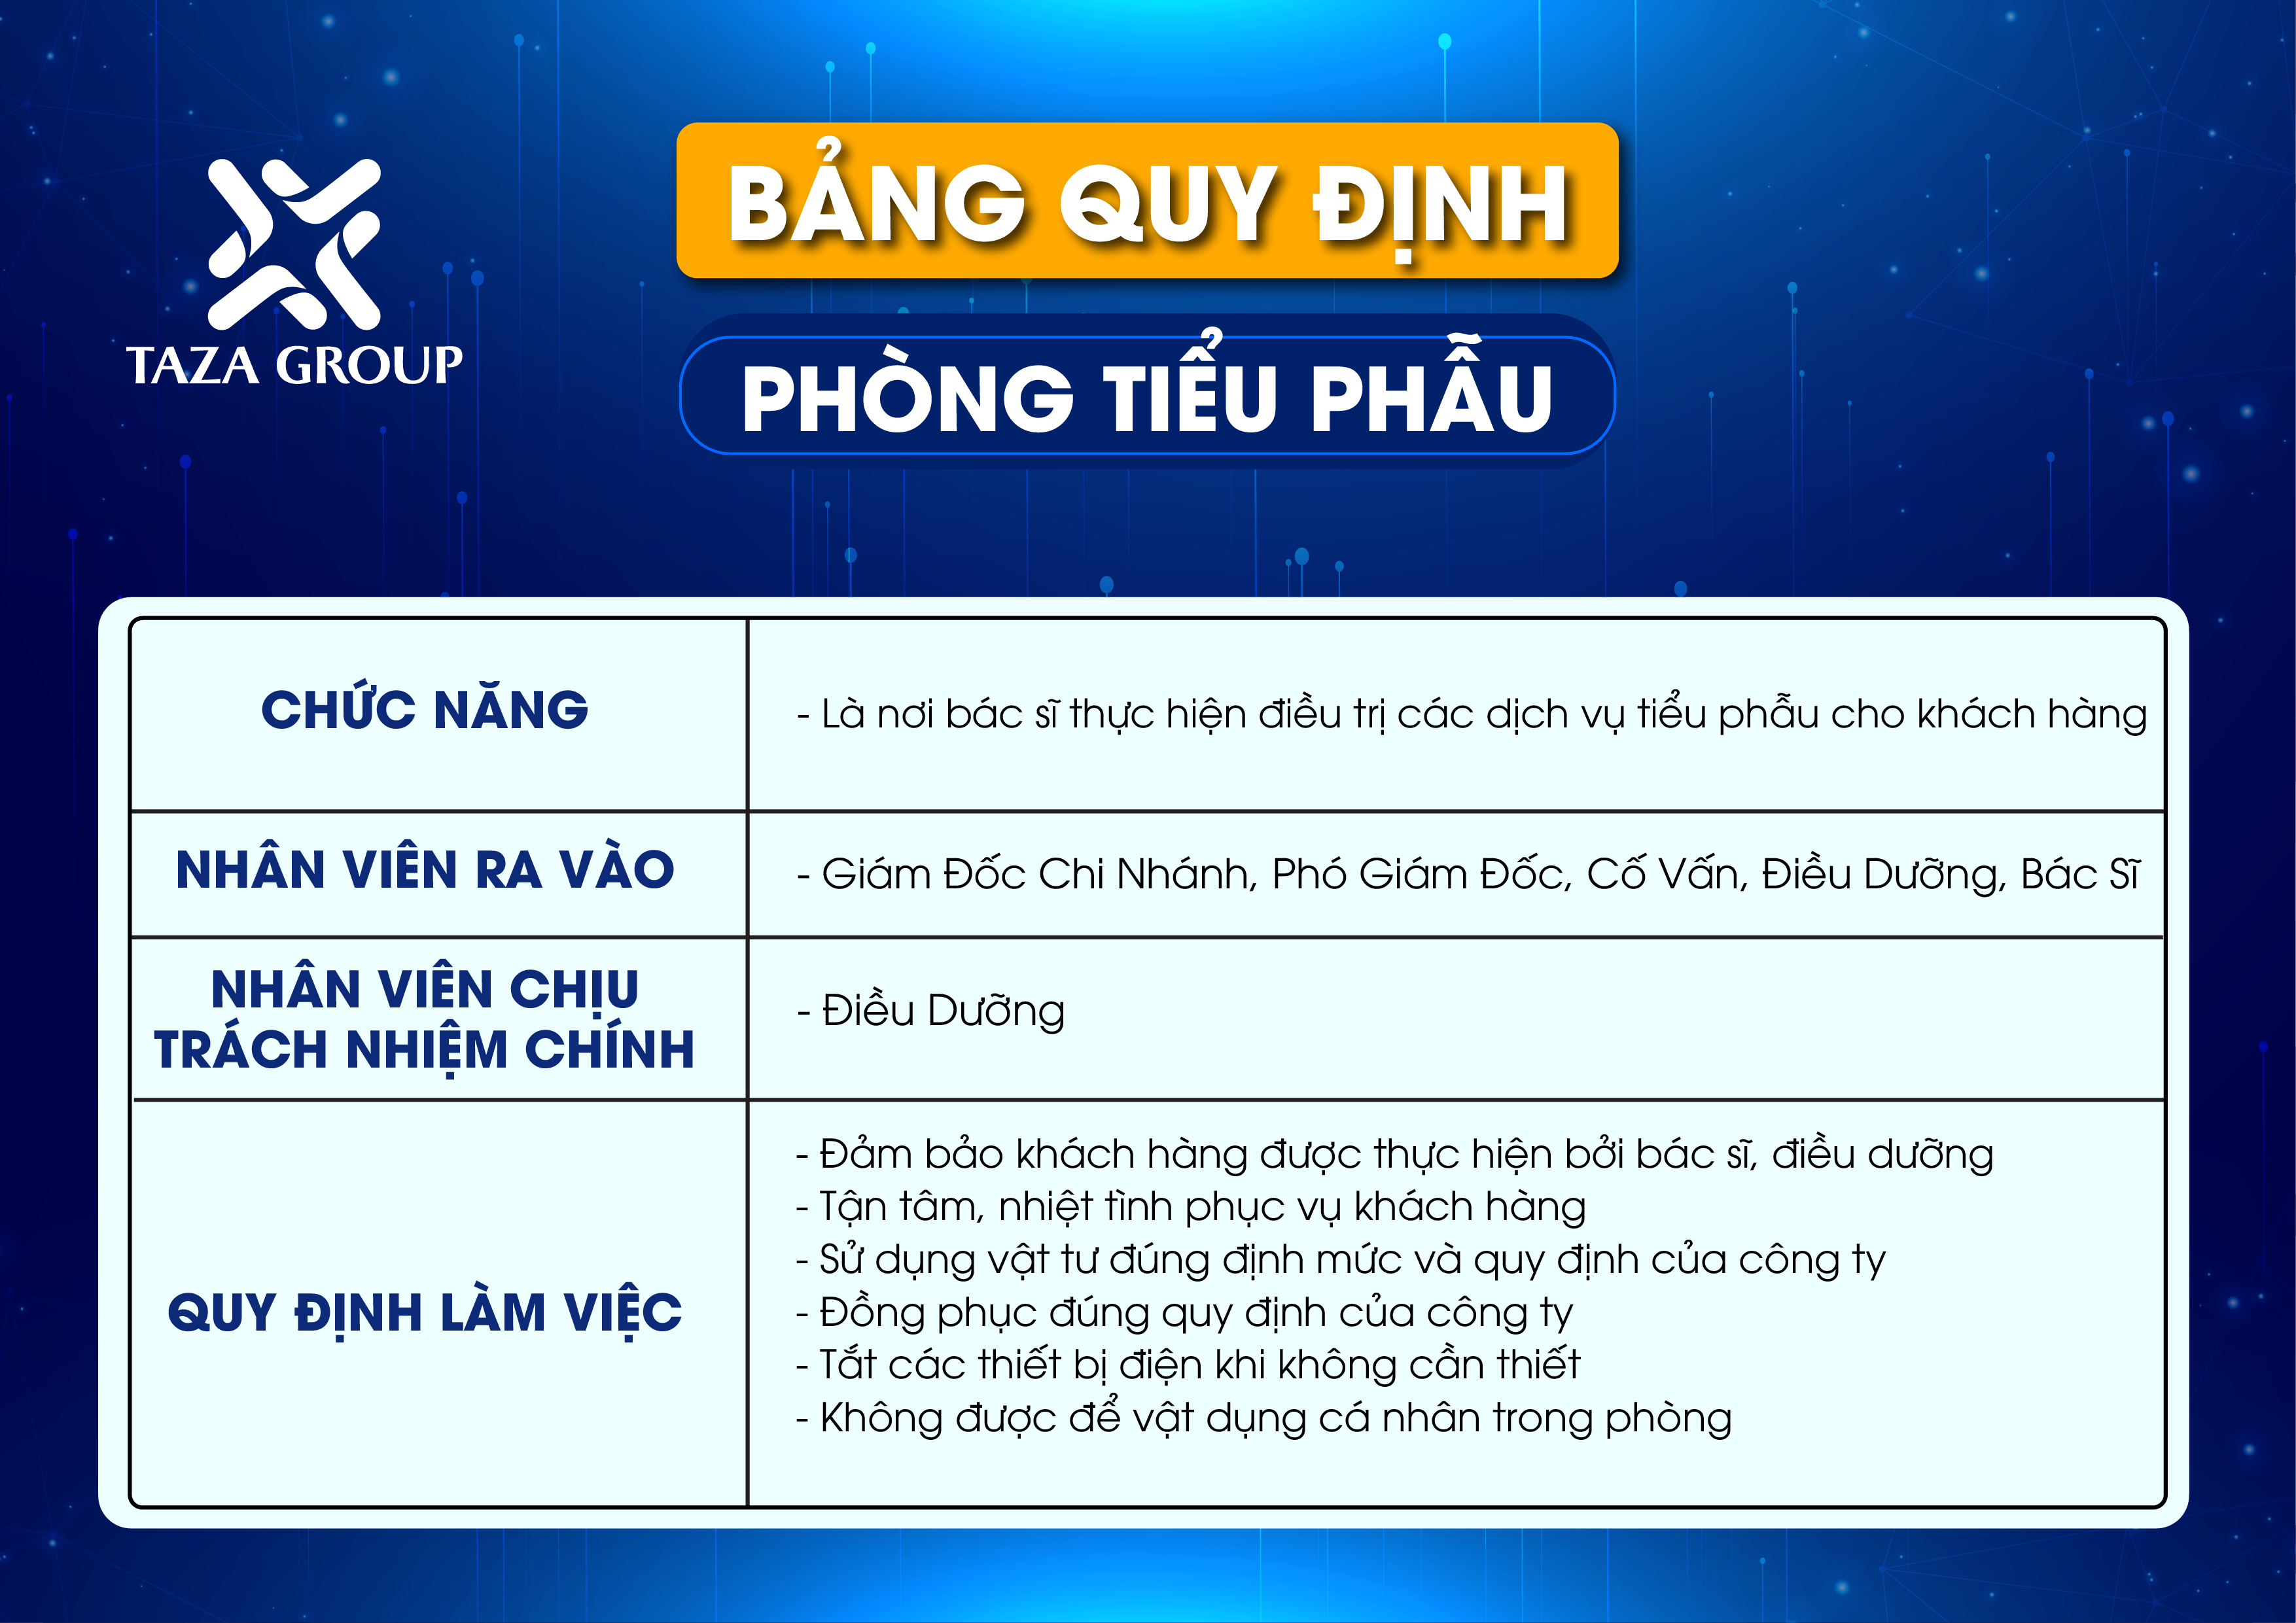 TAZA GROUP
BẢNG QUY ĐỊNH
PHÒNG TIỂU PHẪU
CHỨC NĂNG
- Là nơi bác sĩ thực hiện điều trị các dịch vụ tiểu phẫu cho khách hàng
NHÂN VIÊN RA VÀO
- Giám Đốc Chi Nhánh, Phó Giám Đốc, Cố Vấn, Điều Dưỡng, Bác Sĩ
NHÂN VIÊN CHỊU
TRÁCH NHIỆM CHÍNH
- Điều Dưỡng
QUY ĐỊNH LÀM VIỆC
- Đảm bảo khách hàng được thực hiện bởi bác sĩ, điều dưỡng
- Tận tâm, nhiệt tình phục vụ khách hàng
- Sử dụng vật tư đúng định mức và quy định của công ty
- Đồng phục đúng quy định của công ty
- Tắt các thiết bị điện khi không cần thiết
- Không được để vật dụng cá nhân trong phòng